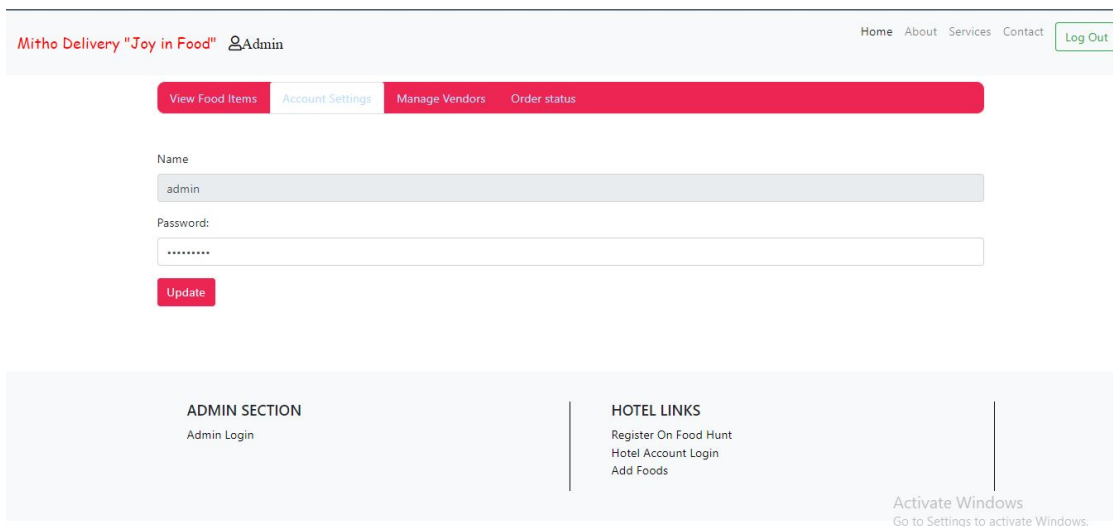 Mitho Delivery "Joy in Food" Admin
Home About Services Contact Log Out
View Food Items Account Settings Manage Vendors Order status
Name
admin
Password:
•••••••••
Update
ADMIN SECTION
Admin Login
HOTEL LINKS
Register On Food Hunt
Hotel Account Login
Add Foods
Activate Windows
Go to Settings to activate Windows.